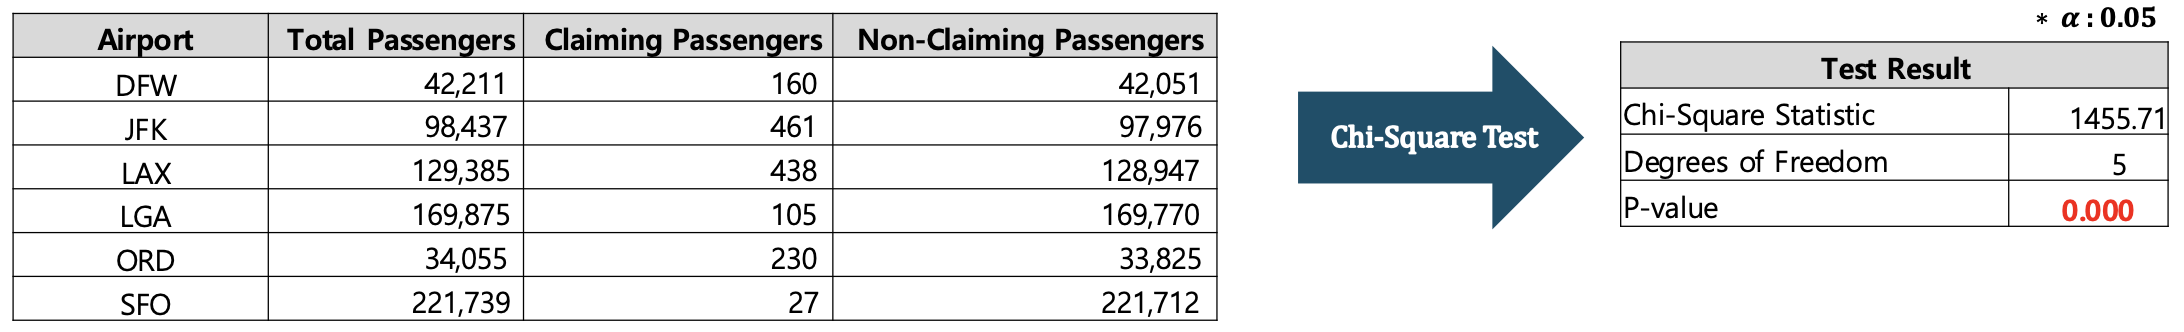 Airport Total Passengers Claiming Passengers Non-Claiming Passengers
DFW 42,211 160 42,051
JFK 98,437 461 97,976
LAX 129,385 438 128,947
LGA 169,875 105 169,770
ORD 34,055 230 33,825
SFO 221,739 27 221,712
Chi-Square Test
* α : 0.05
Test Result
Chi-Square Statistic 1455.71
Degrees of Freedom 5
P-value 0.000